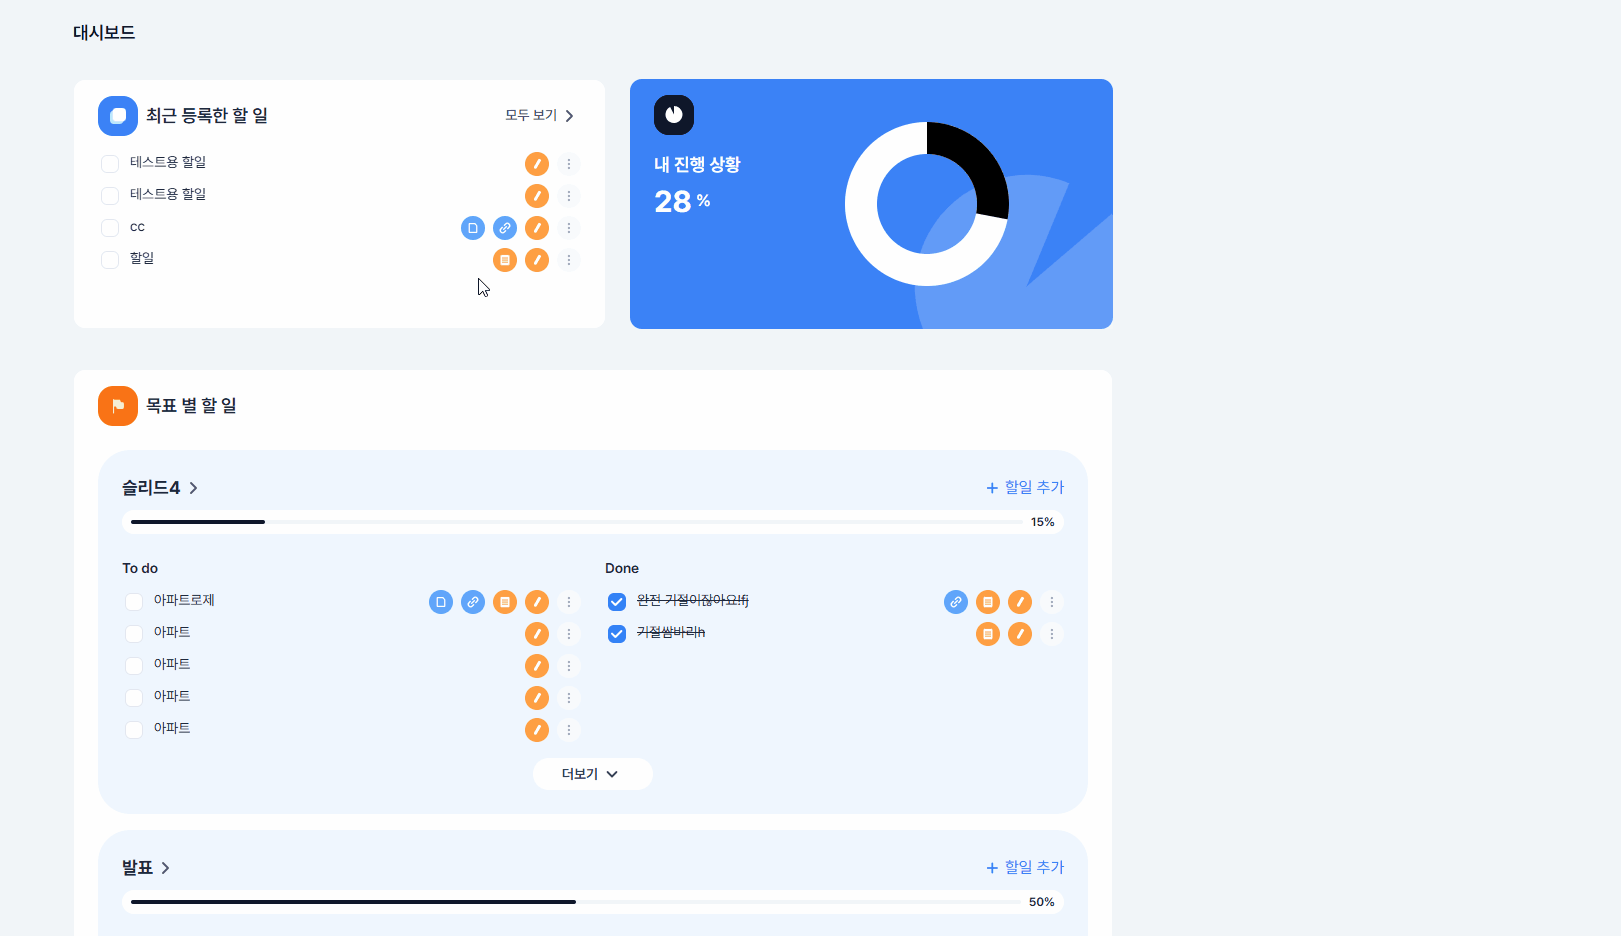 대시보드
최근 등록한 할 일
모두 보기
테스트용 할일
테스트용 할일
cc
할일
내 진행 상황
28 %
목표 별 할 일
슬리드4
+ 할일 추가
15%
To do
아파트로제
아파트
아파트
아파트
아파트
Done
완전 기절이잖아요!fj
기절쌈바리h
더보기
발표
+ 할일 추가
50%